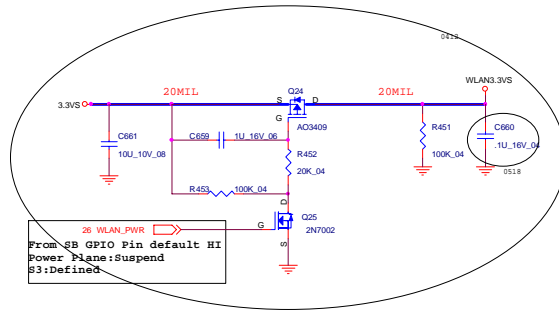 0412
20MIL
Q24
20MIL
WLAN3.3VS
3.3VS
S
D
G
AO3409
C661
10U_10V_08
C659
1U_16V_06
R452
20K_04
R451
100K_04
C660
.1U_16V_04
0518
R453
100K_04
D
Q25
26 WLAN_PWR
G
2N7002
S
From SB GPIO Pin default HI
Power Plane:Suspend
S3:Defined